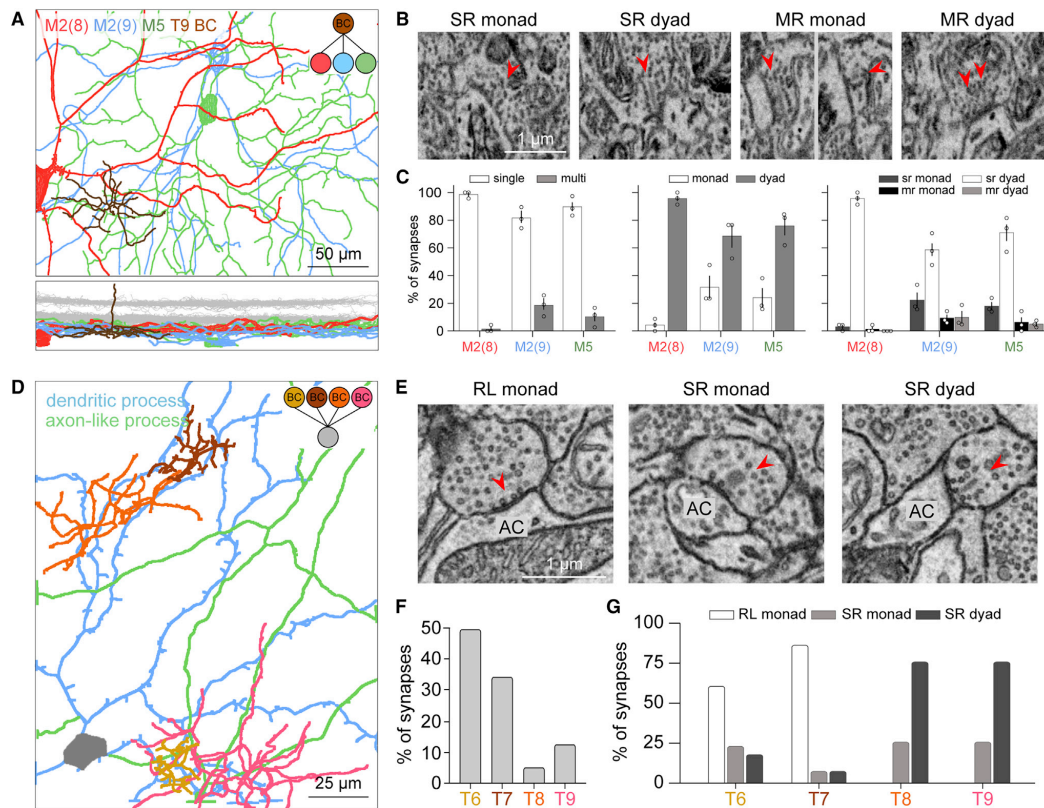 A
M2(8) M2(9) M5 T9 BC
BC
50 µm
B
SR monad
SR dyad
MR monad
MR dyad
1 µm
C
single multi
monad dyad
sr monad sr dyad
mr monad mr dyad
% of synapses
100
80
60
40
20
0
M2(8) M2(9) M5
M2(8) M2(9) M5
M2(8) M2(9) M5
D
dendritic process
axon-like process
BC BC BC BC
25 µm
E
RL monad
SR monad
SR dyad
AC
AC
AC
1 µm
F
% of synapses
50
40
30
20
10
0
T6 T7 T8 T9
G
RL monad SR monad SR dyad
% of synapses
75
50
25
0
T6 T7 T8 T9